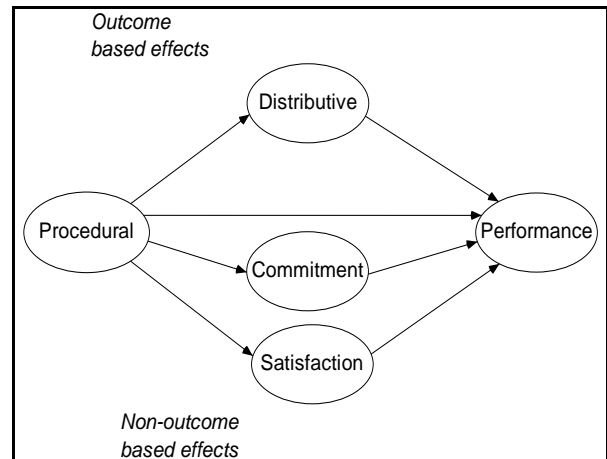 Outcome
based effects
Distributive
Procedural
Performance
Commitment
Satisfaction
Non-outcome
based effects